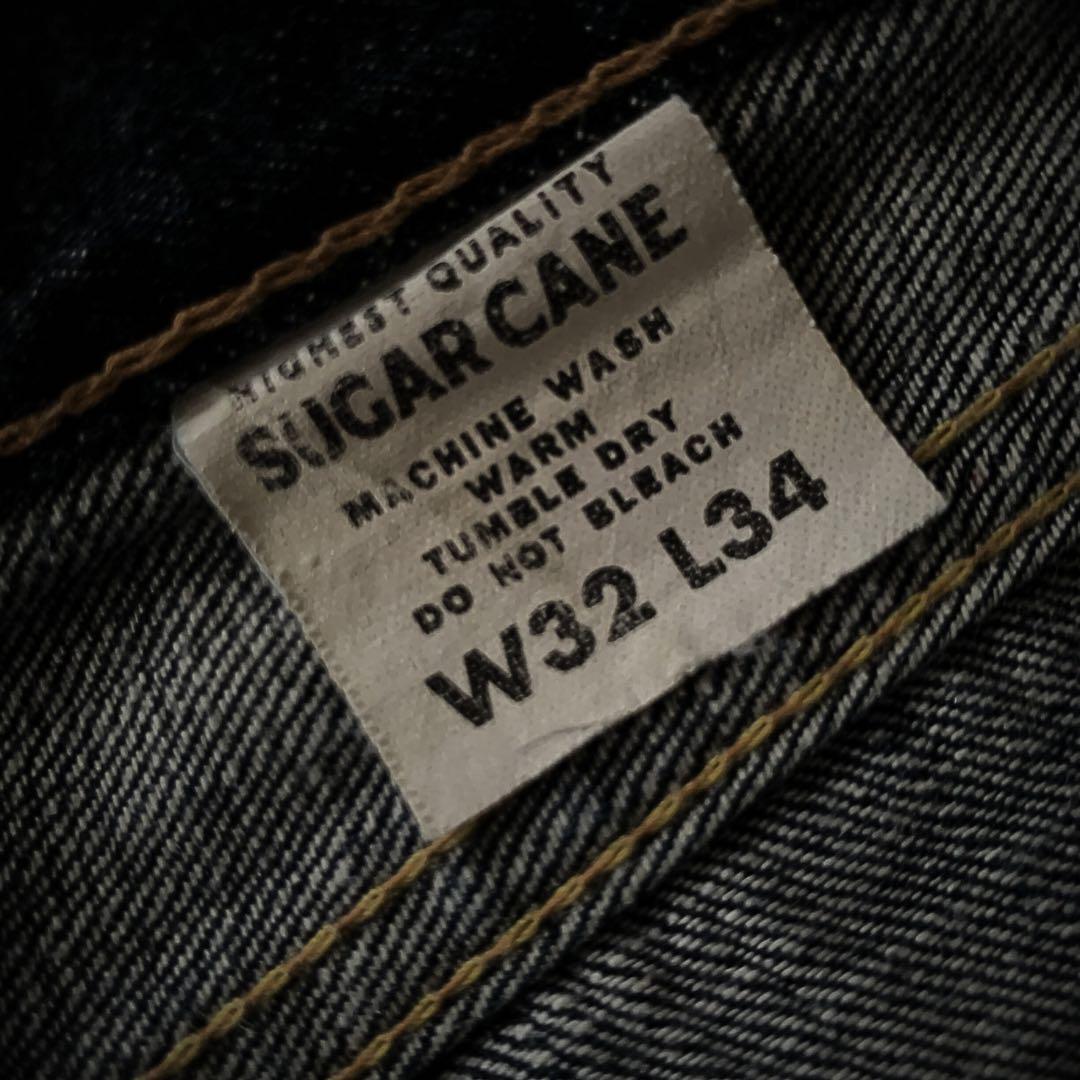 HIGHEST QUALITY
SUGAR CANE
MACHINE WASH
WARM
TUMBLE DRY
DO NOT BLEACH
W32 L34